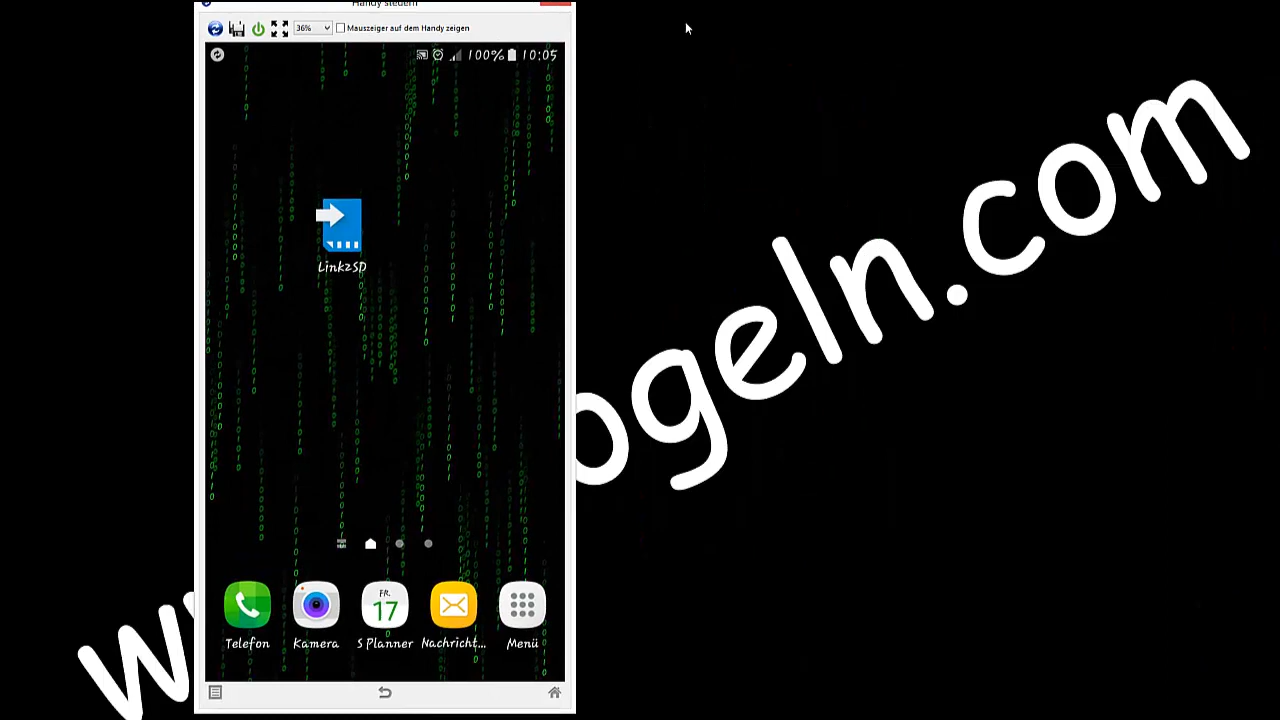 Handy steuern
36%
Mauszeiger auf dem Handy zeigen
100% 10:05
Link2SD
ogeln.com
w
FR.
17
Telefon
Kamera
S Planner
Nachricht...
Menü